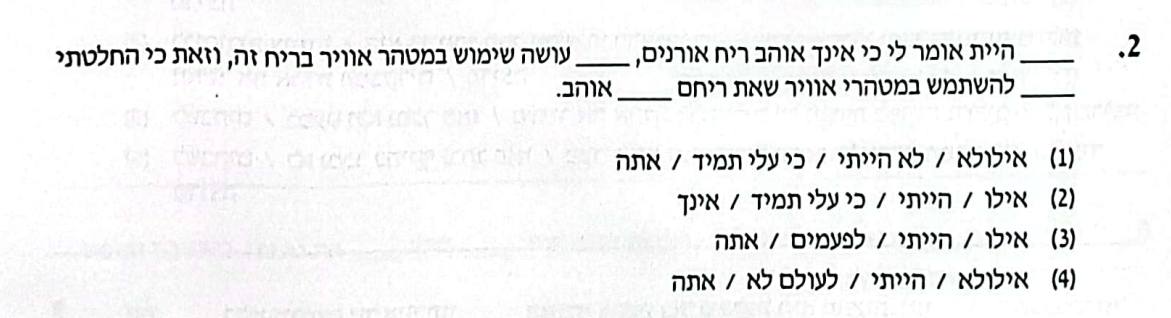 2. ____ היית אומר לי כי אינך אוהב ריח אורנים, ____ עושה שימוש במטהר אוויר בריח זה, וזאת כי החלטתי
____ להשתמש במטהרי אוויר שאת ריחם ____ אוהב.
(1) אילולא / לא הייתי / כי עלי תמיד / אתה
(2) אילו / הייתי / כי עלי תמיד / אינך
(3) אילו / הייתי / לפעמים / אתה
(4) אילולא / הייתי / לעולם לא / אתה